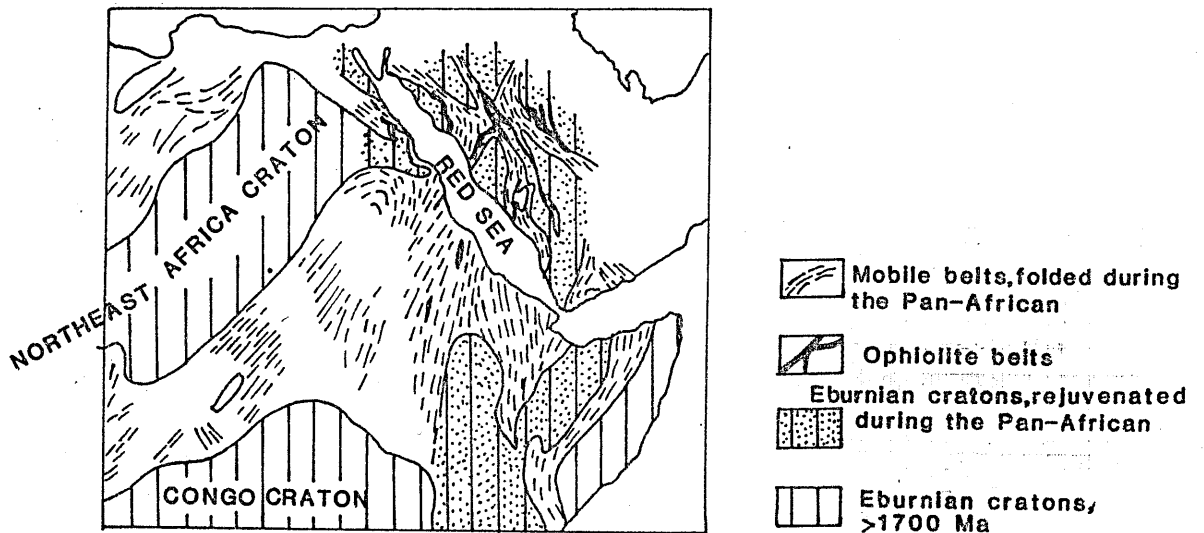 NORTHEAST AFRICA CRATON
RED SEA
CONGO CRATON
Mobile belts,folded during
the Pan-African
Ophiolite belts
Eburnian cratons,rejuvenated
during the Pan-African
Eburnian cratons,
>1700 Ma